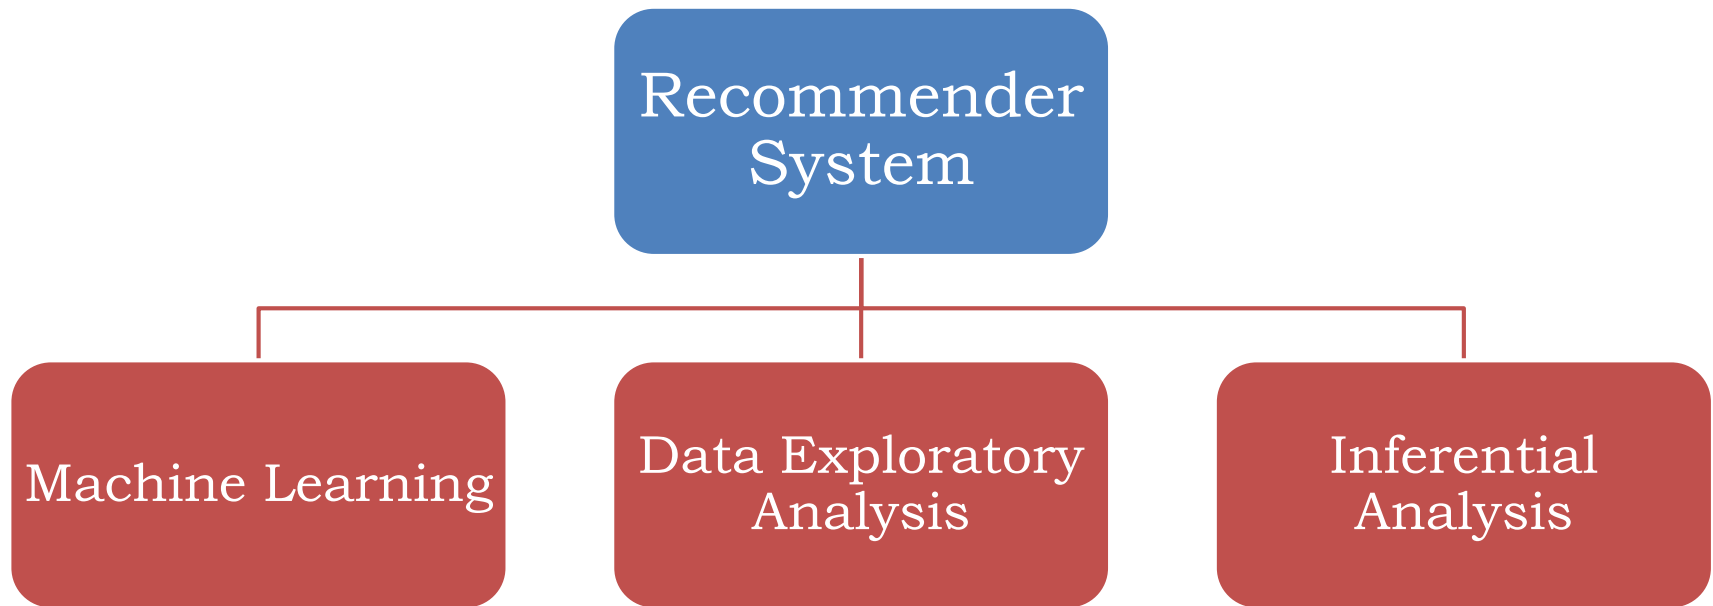 Recommender
System
Machine Learning
Data Exploratory
Analysis
Inferential
Analysis